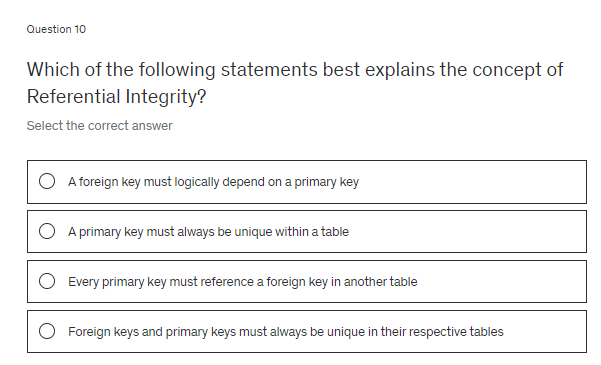 Question 10
Which of the following statements best explains the concept of
Referential Integrity?
Select the correct answer
A foreign key must logically depend on a primary key
A primary key must always be unique within a table
Every primary key must reference a foreign key in another table
Foreign keys and primary keys must always be unique in their respective tables